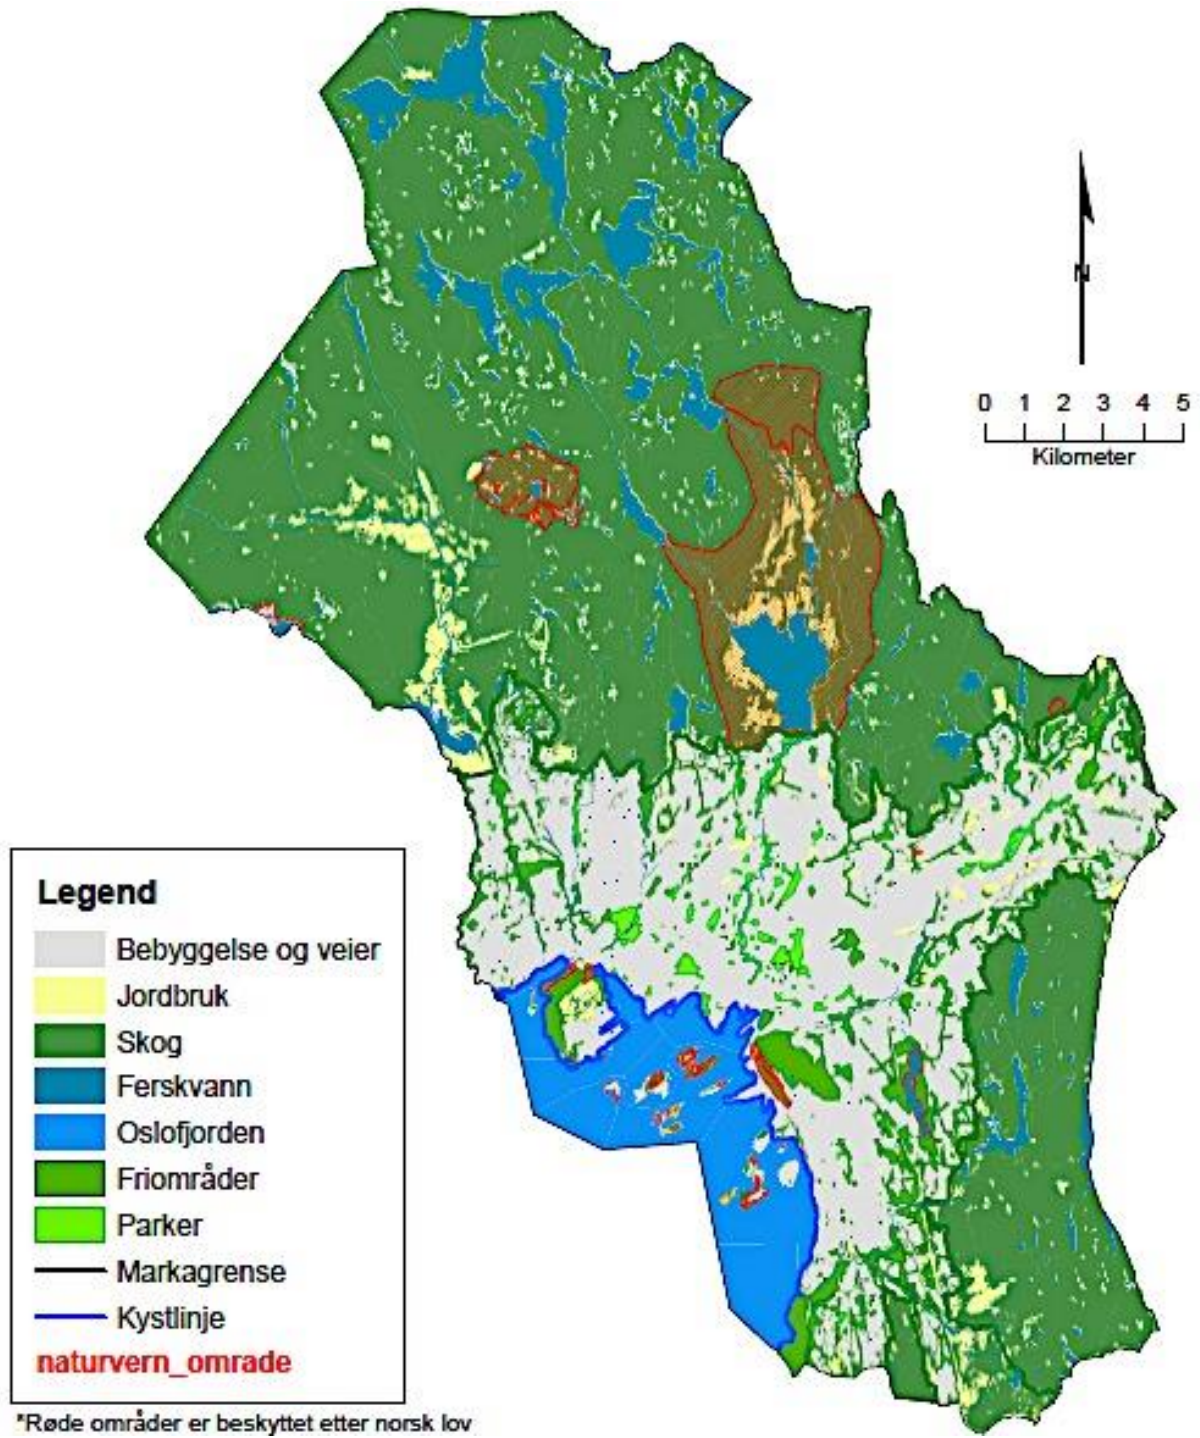 N
0 1 2 3 4 5
Kilometer
Legend
Bebyggelse og veier
Jordbruk
Skog
Ferskvann
Oslofjorden
Friområder
Parker
Markagrense
Kystlinje
naturvern_omrade
*Røde områder er beskyttet etter norsk lov